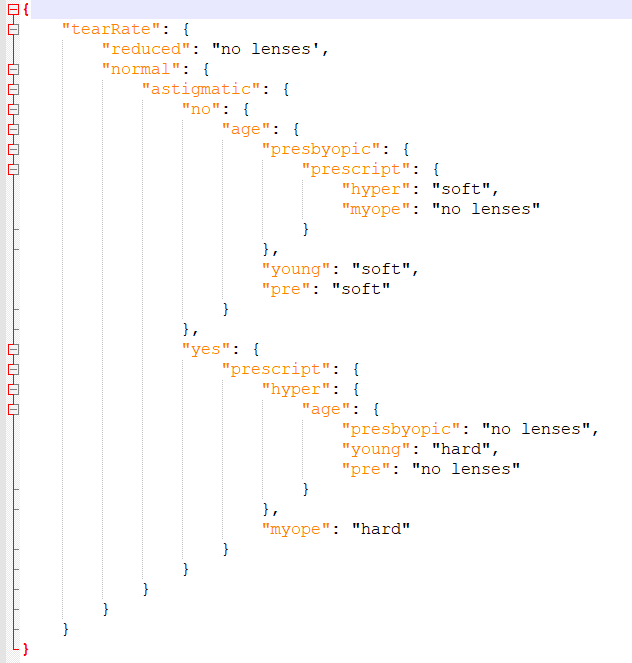 {
    "tearRate": {
        "reduced": "no lenses',
        "normal": {
            "astigmatic": {
                "no": {
                    "age": {
                        "presbyopic": {
                            "prescript": {
                                "hyper": "soft",
                                "myope": "no lenses"
                            }
                        },
                        "young": "soft",
                        "pre": "soft"
                    }
                },
                "yes": {
                    "prescript": {
                        "hyper": {
                            "age": {
                                "presbyopic": "no lenses",
                                "young": "hard",
                                "pre": "no lenses"
                            }
                        },
                        "myope": "hard"
                    }
                }
            }
        }
    }
}